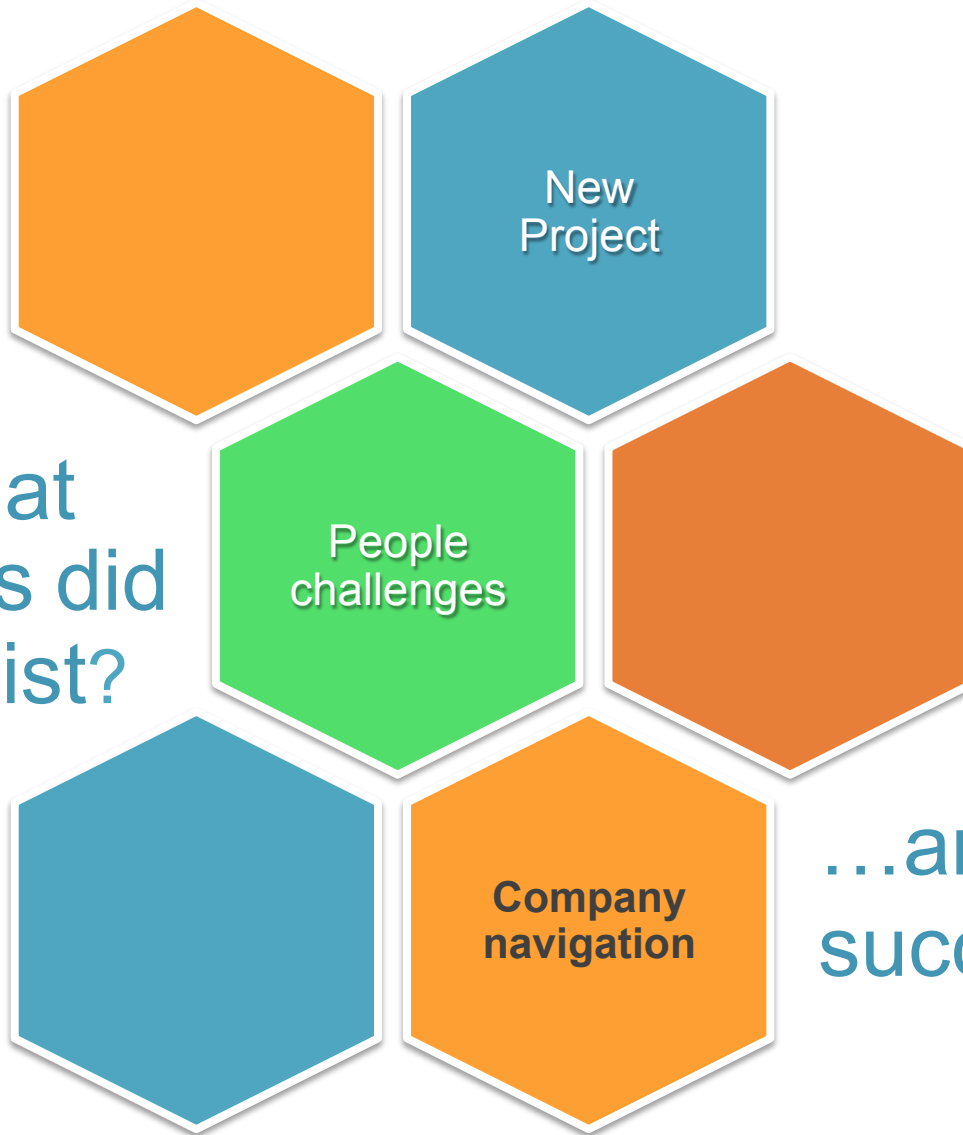 New
Project
at
s did
ist?
People
challenges
Company
navigation
…a
succ